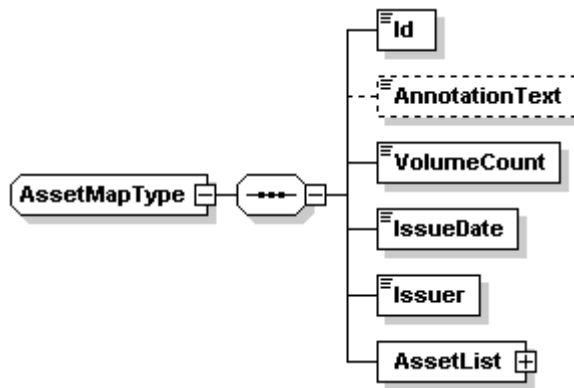 Id
AnnotationText
VolumeCount
AssetMapType
IssueDate
Issuer
AssetList